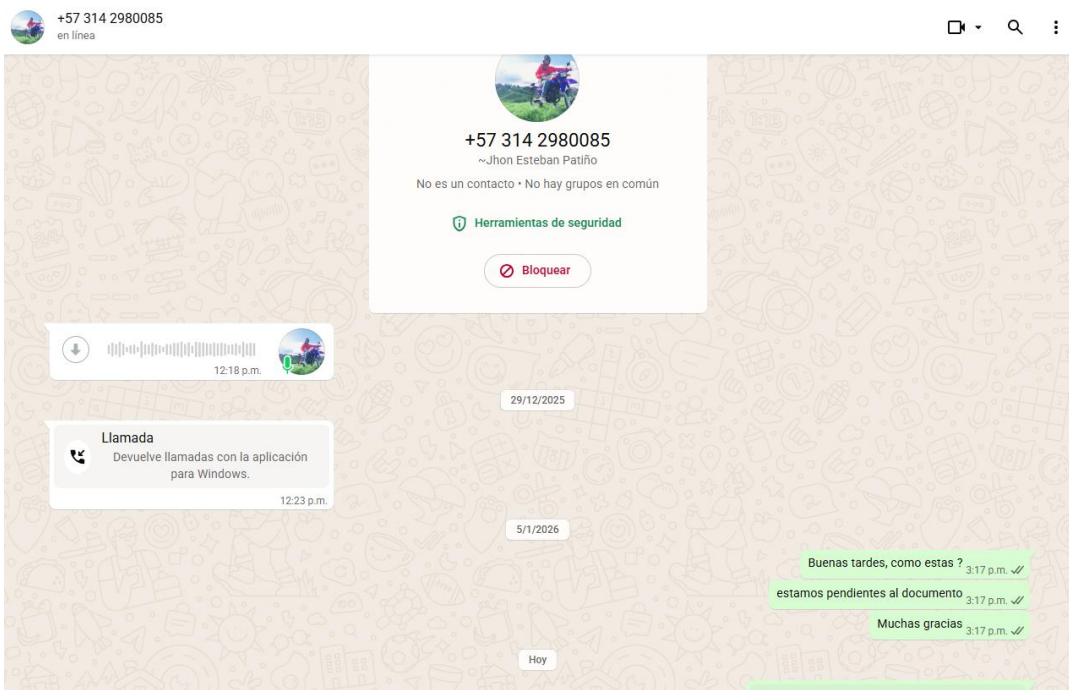 +57 314 2980085
en línea
+57 314 2980085
~Jhon Esteban Patiño
No es un contacto • No hay grupos en común
Herramientas de seguridad
Bloquear
12:18 p.m.
29/12/2025
Llamada
Devuelve llamadas con la aplicación
para Windows.
12:23 p.m.
5/1/2026
Buenas tardes, como estas ? 3:17 p.m.
estamos pendientes al documento 3:17 p.m.
Muchas gracias 3:17 p.m.
Hoy